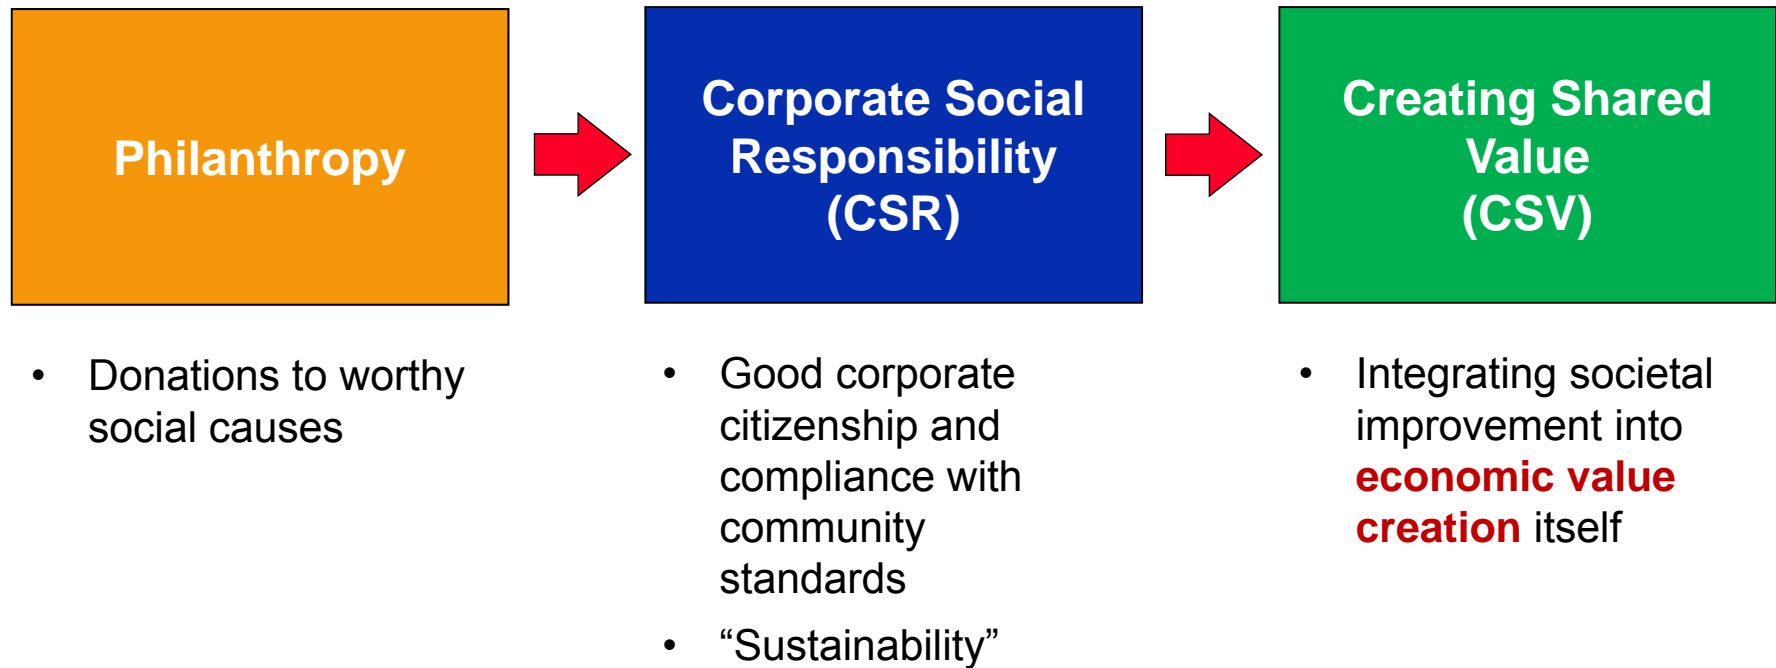 Philanthropy
Corporate Social
Responsibility
(CSR)
Creating Shared
Value
(CSV)
• Donations to worthy
social causes
• Good corporate
citizenship and
compliance with
community
standards
• “Sustainability”
• Integrating societal
improvement into
economic value
creation itself